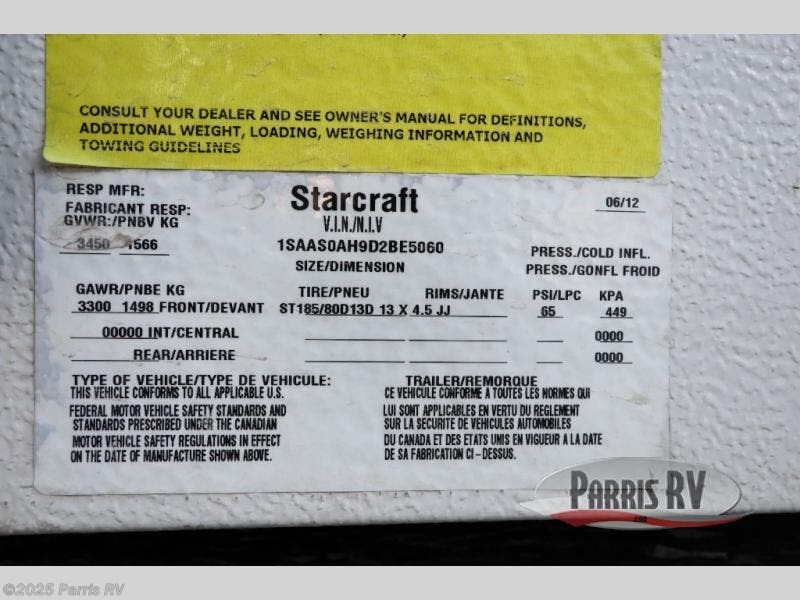 CONSULT YOUR DEALER AND SEE OWNER'S MANUAL FOR DEFINITIONS,
ADDITIONAL WEIGHT, LOADING, WEIGHING INFORMATION AND
TOWING GUIDELINES
RESP MFR: Starcraft 06/12
FABRICANT RESP:
GVWR:/PNBV KG V.I.N./N.I.V
3450 1566 1SAAS0AH9D2BE5060 PRESS./COLD INFL.
SIZE/DIMENSION PRESS./GONFL FROID
GAWR/PNBE KG TIRE/PNEU RIMS/JANTE PSI/LPC KPA
3300 1498 FRONT/DEVANT ST185/80D13D 13 X 4.5 JJ 65 449
00000 INT/CENTRAL 0000
REAR/ARRIERE 0000
TYPE OF VEHICLE/TYPE DE VEHICULE: TRAILER/REMORQUE
THIS VEHICLE CONFORMS TO ALL APPLICABLE U.S. CE VEHICULE CONFORME A TOUTES LES NORMES QUI
FEDERAL MOTOR VEHICLE SAFETY STANDARDS AND LUI SONT APPLICABLES EN VERTU DU REGLEMENT
STANDARDS PRESCRIBED UNDER THE CANADIAN SUR LA SÉCURITE DE VEHICULES AUTOMOBILES
MOTOR VEHICLE SAFETY REGULATIONS IN EFFECT DU CANADA ET DES ETATS UNIS EN VIGUEUR A LA DATE
ON THE DATE OF MANUFACTURE SHOWN ABOVE. DE SA FABRICATION CI-DESSUS.
PARRIS RV
©2025 Parris RV